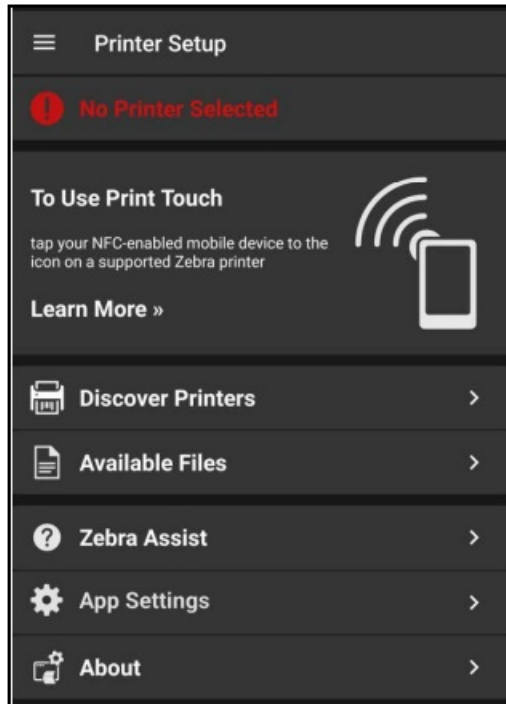 Printer Setup
No Printer Selected
To Use Print Touch
tap your NFC-enabled mobile device to the
icon on a supported Zebra printer
Learn More »
Discover Printers
Available Files
Zebra Assist
App Settings
About